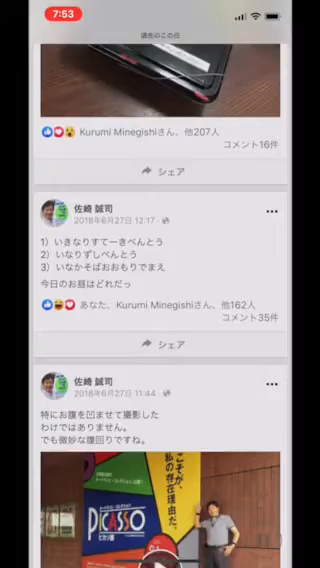 7:53
過去のこの日
Kurumi Minegishiさん、他207人
コメント16件
シェア
佐崎 誠司
2018年6月27日 12:17
1）いきなりすてーきべんとう
2）いなりずしべんとう
3）いなかそばおおもりでまえ
今日のお昼はどれだっ
あなた、Kurumi Minegishiさん、他162人
コメント35件
シェア
佐崎 誠司
2018年6月27日 11:44
特にお腹を凹ませて撮影した
わけではありません。
でも微妙な腹回りですね。
こそが、
私の存在理由だ。
PICASSO